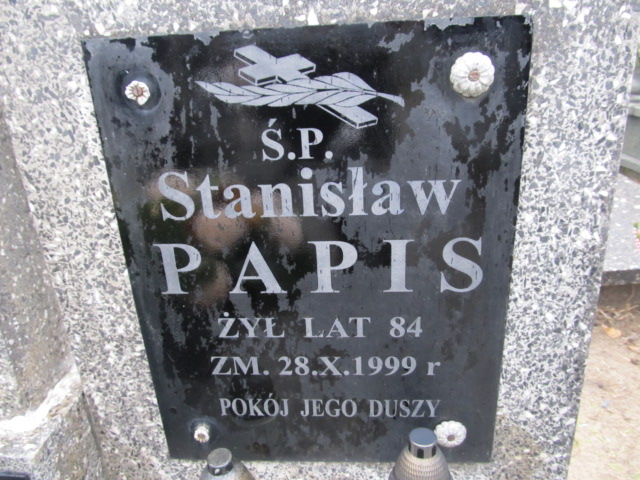 Ś.P.
Stanisław
PAPIS
ŻYŁ LAT 84
ZM. 28.X.1999 r
POKÓJ JEGO DUSZY